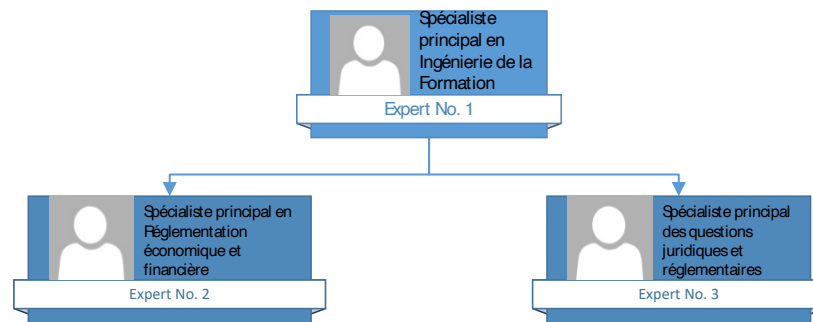 Spécialiste
principal en
Ingénierie de la
Formation
Expert No. 1
Spécialiste principal en
Réglementation
économique et
financière
Expert No. 2
Spécialiste principal
des questions
juridiques et
réglementaires
Expert No. 3